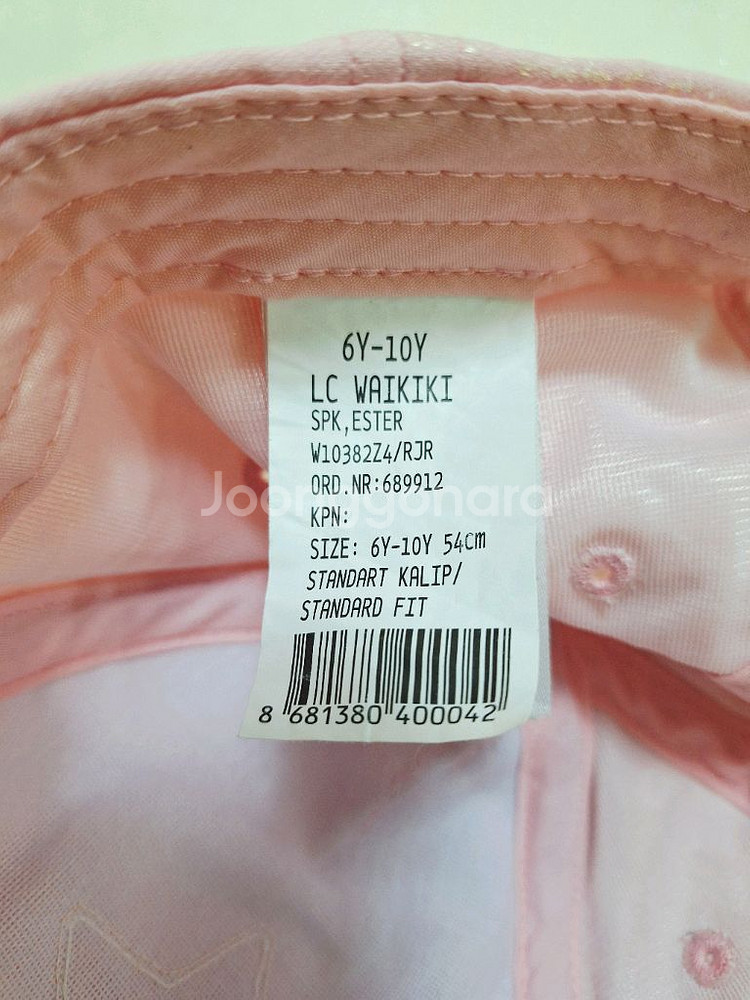 6Y-10Y
LC WAIKIKI
SPK,ESTER
W10382Z4/RJR
ORD.NR:689912
KPN:
SIZE: 6Y-10Y 54cm
STANDART KALIP/
STANDARD FIT
8 681380 400042
Joonggonara